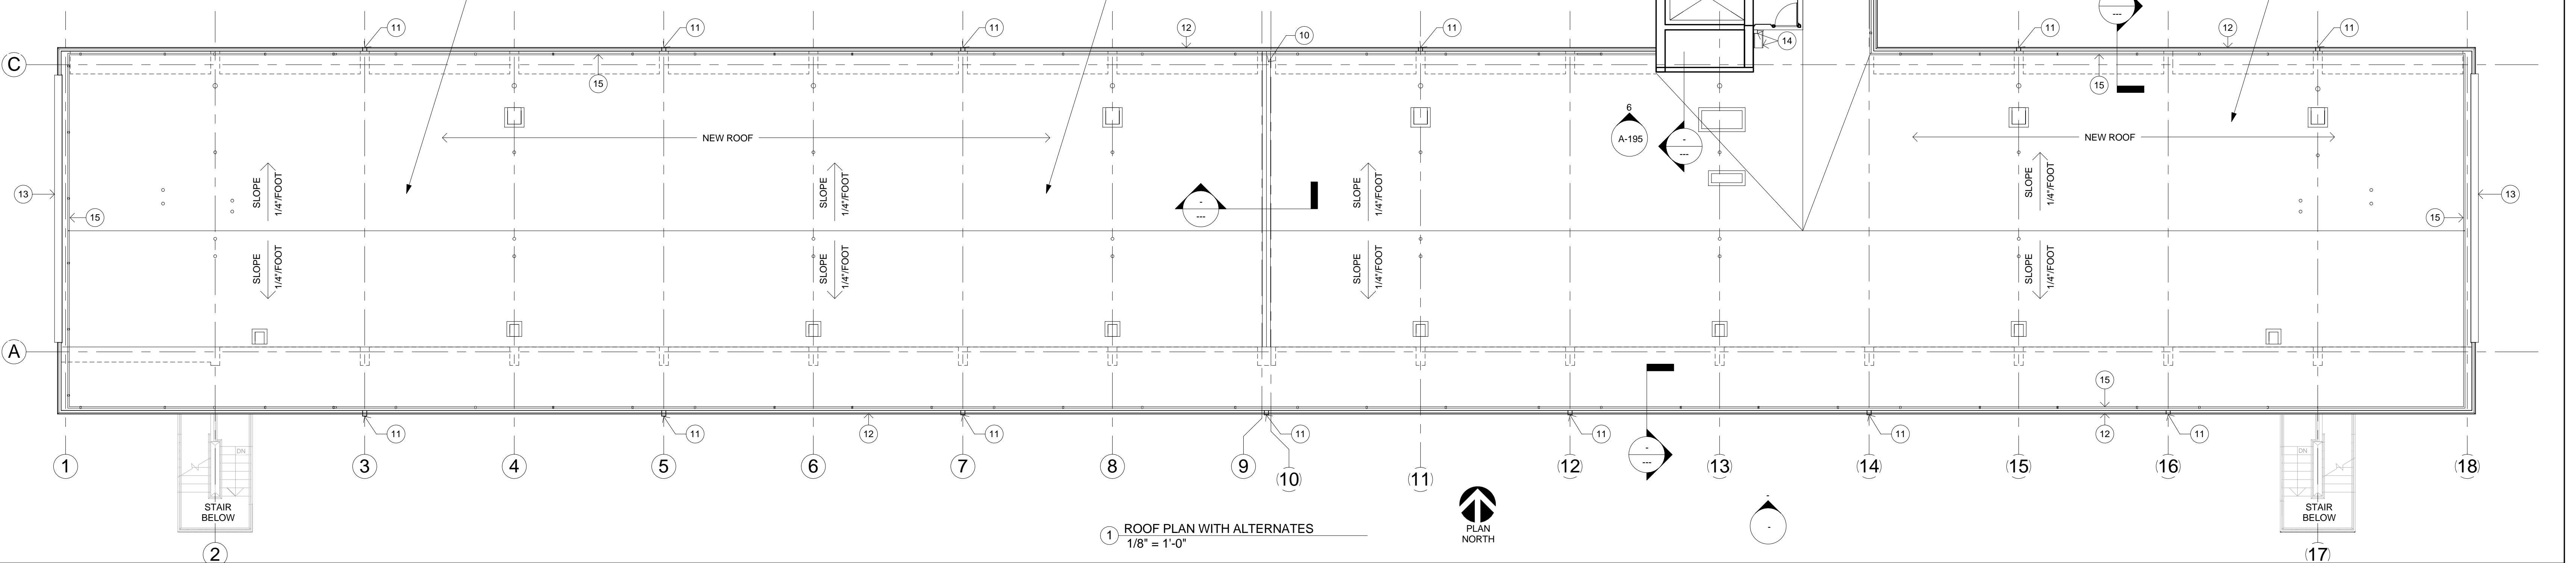 11
11
11
12
10
11
14
---
11
12
11
C
15
15
6
A-195
-
---
NEW ROOF
NEW ROOF
13
SLOPE
1/4"/FOOT
SLOPE
1/4"/FOOT
-
---
SLOPE
1/4"/FOOT
SLOPE
1/4"/FOOT
13
15
15
SLOPE
1/4"/FOOT
SLOPE
1/4"/FOOT
SLOPE
1/4"/FOOT
SLOPE
1/4"/FOOT
A
15
11
11
12
11
11
11
11
12
11
-
---
DN
DN
1
3
4
5
6
7
8
9
(10)
(11)
(12)
(13)
(14)
(15)
(16)
(18)
STAIR
BELOW
STAIR
BELOW
2
(17)
1
ROOF PLAN WITH ALTERNATES
1/8" = 1'-0"
PLAN
NORTH
-
-